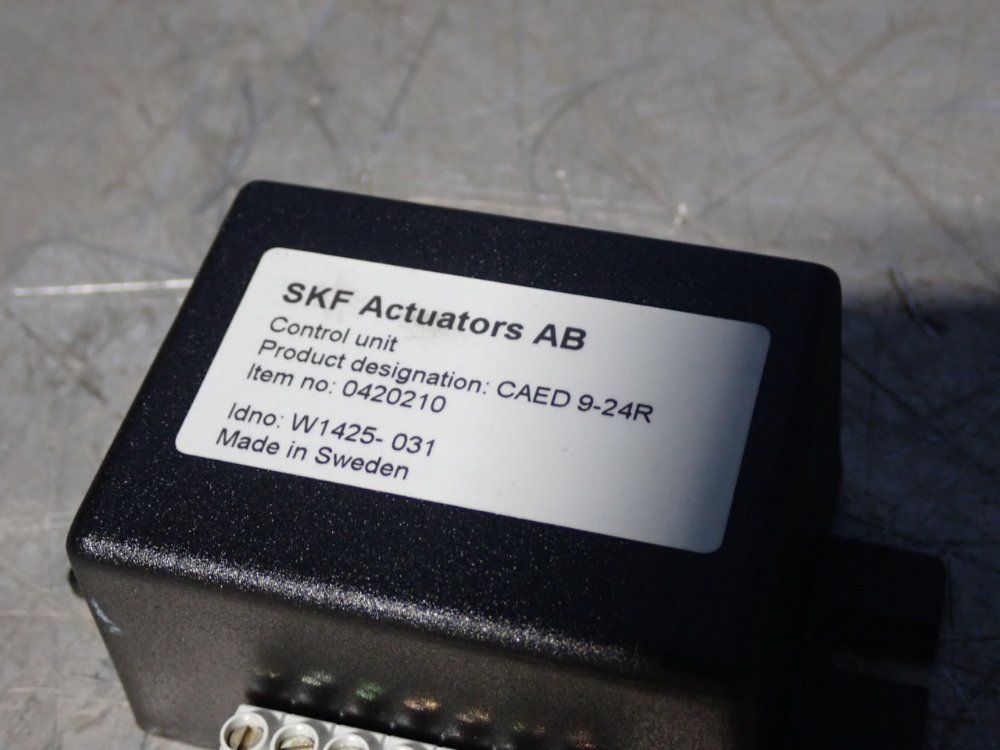 SKF Actuators AB
Control unit
Product designation: CAED 9-24R
Item no: 0420210
Idno: W1425- 031
Made in Sweden